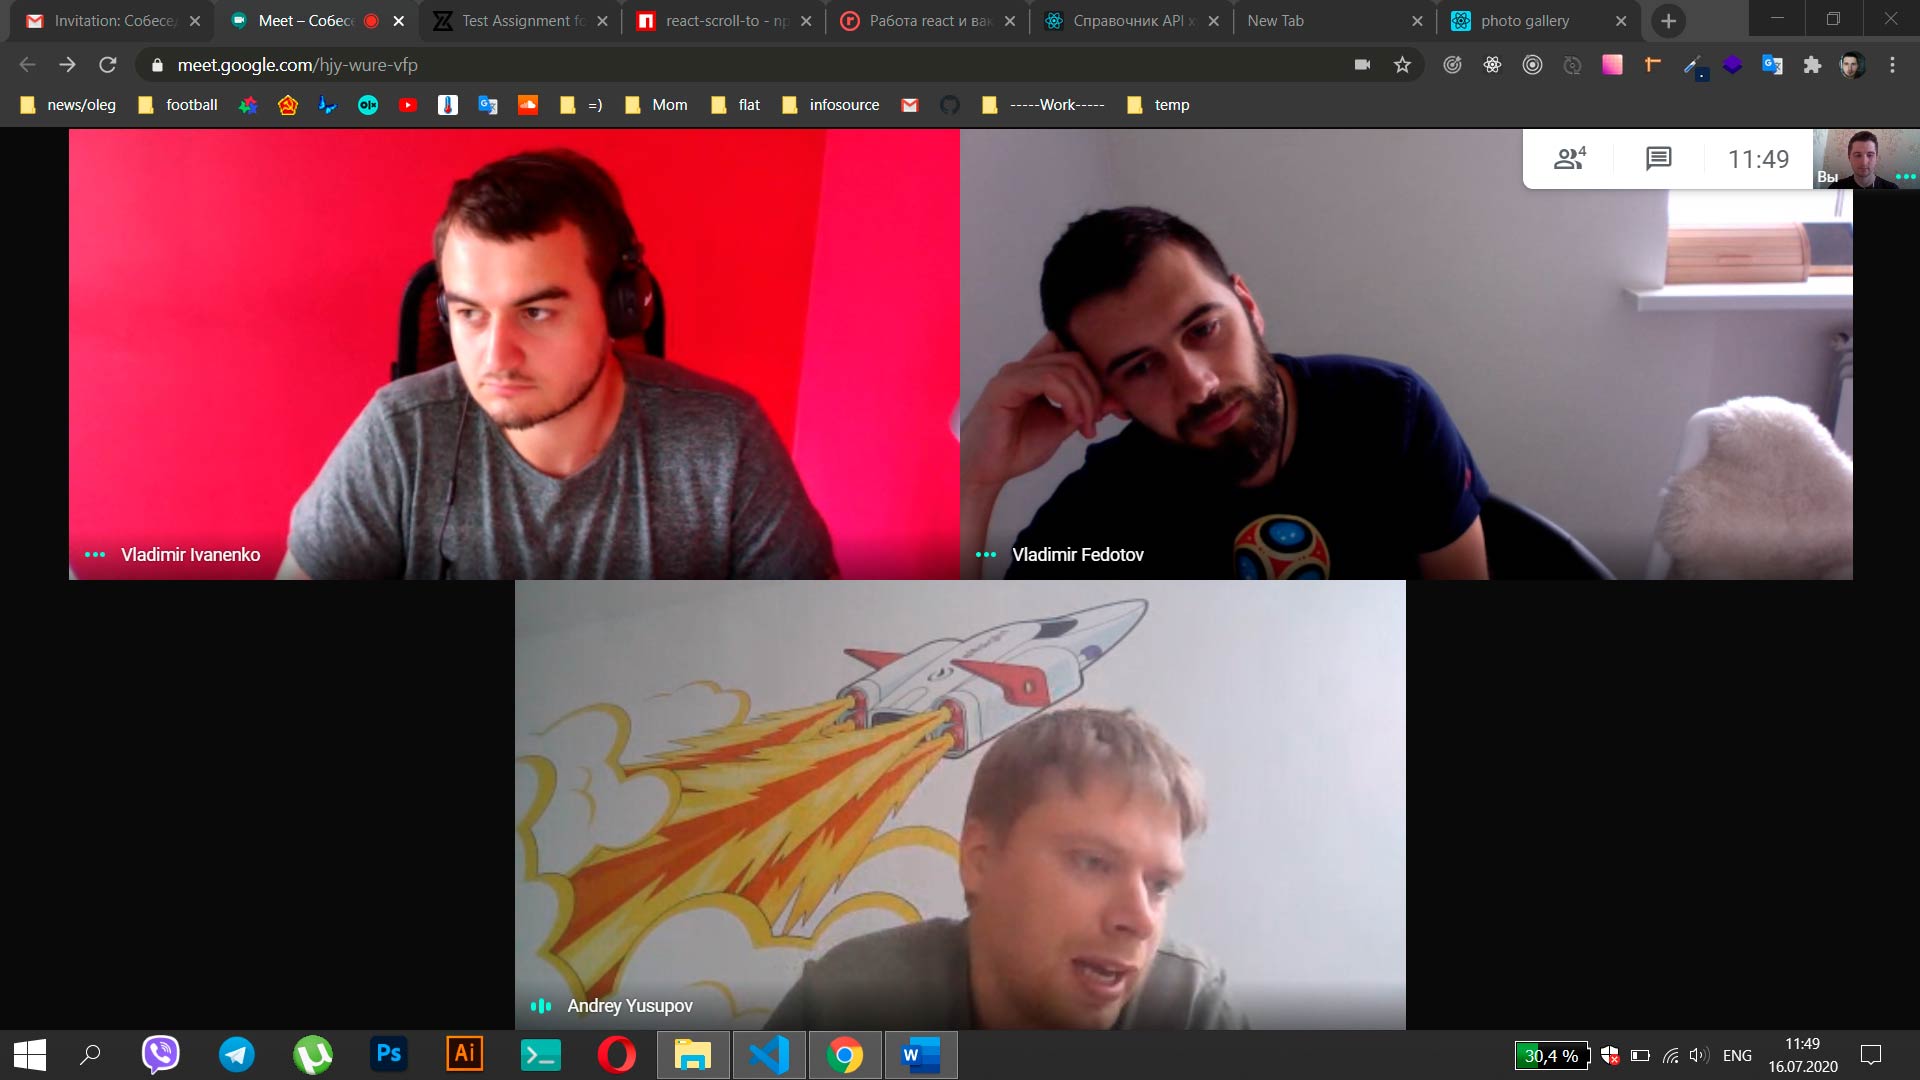 Invitation: Собесед
Meet – Собесе
Test Assignment fo
react-scroll-to - np
Работа react и вак
Справочник API х
New Tab
photo gallery
meet.google.com/hjy-wure-vfp
news/oleg
football
olx
=)
Mom
flat
infosource
-----Work-----
temp
4
11:49
Вы
Vladimir Ivanenko
Vladimir Fedotov
Andrey Yusupov
Ps
Ai
W
30,4 %
ENG
11:49
16.07.2020